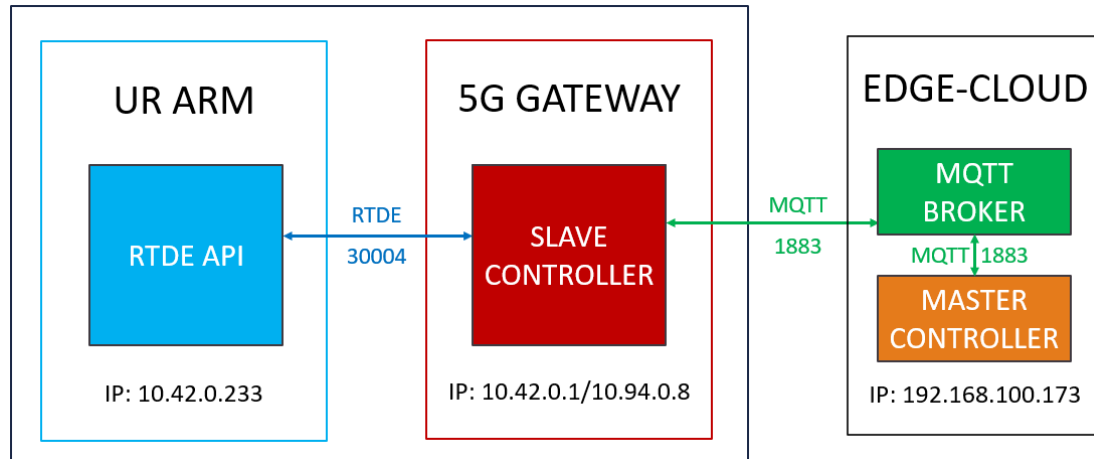 UR ARM
RTDE API
IP: 10.42.0.233
RTDE
30004
5G GATEWAY
SLAVE
CONTROLLER
IP: 10.42.0.1/10.94.0.8
MQTT
1883
EDGE-CLOUD
MQTT
BROKER
MQTT 1883
MASTER
CONTROLLER
IP: 192.168.100.173